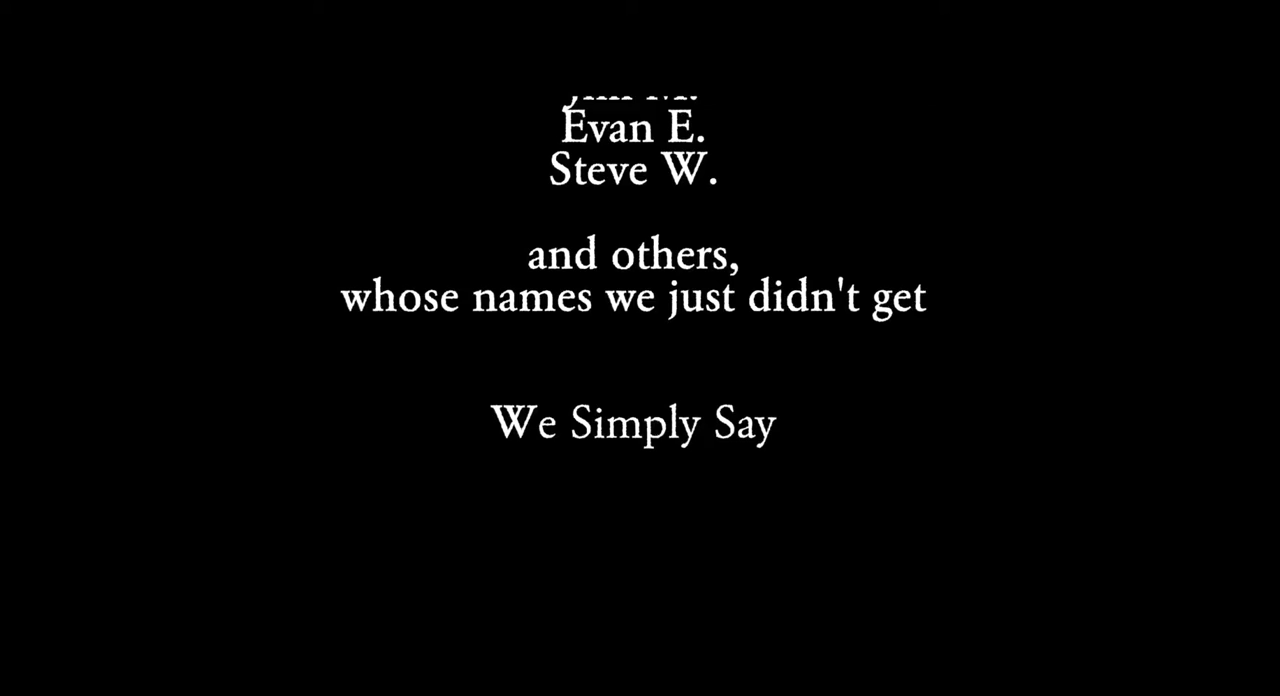 Evan E.
Steve W.
and others,
whose names we just didn't get
We Simply Say